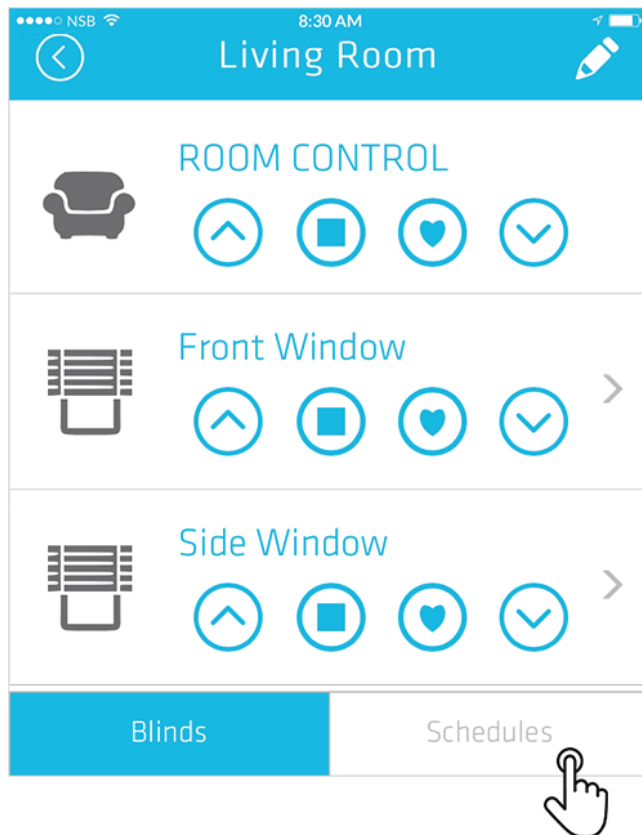 NSB 8:30 AM
Living Room
ROOM CONTROL
Front Window
Side Window
Blinds Schedules